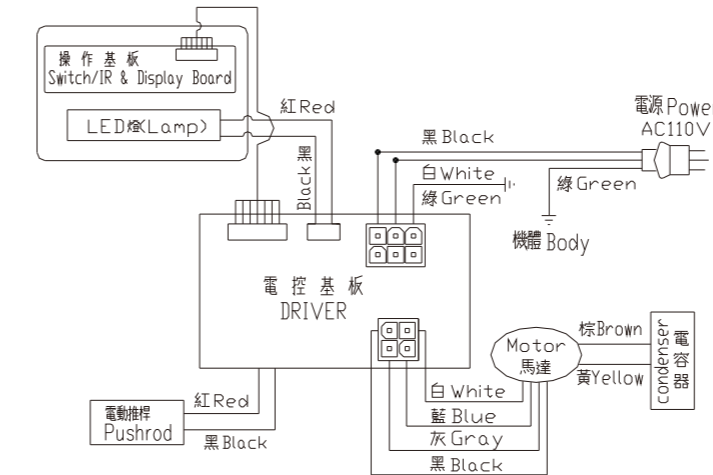 操作基板
Switch/IR & Display Board
LED燈(Lamp)
紅Red
Black黑
電源Power
AC110V
黑Black
白White
綠Green
綠Green
機體Body
電控基板
DRIVER
Motor
馬達
棕Brown
黃Yellow
condenser
電容器
白White
藍Blue
灰Gray
黑Black
電動推桿
Pushrod
紅Red
黑Black